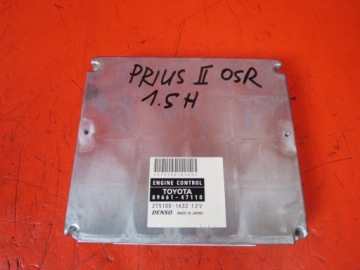 PRIUS II 05R
1.5H
ENGINE CONTROL
TOYOTA
89661-47110
275100-1632 12V
DENSO MADE IN JAPAN